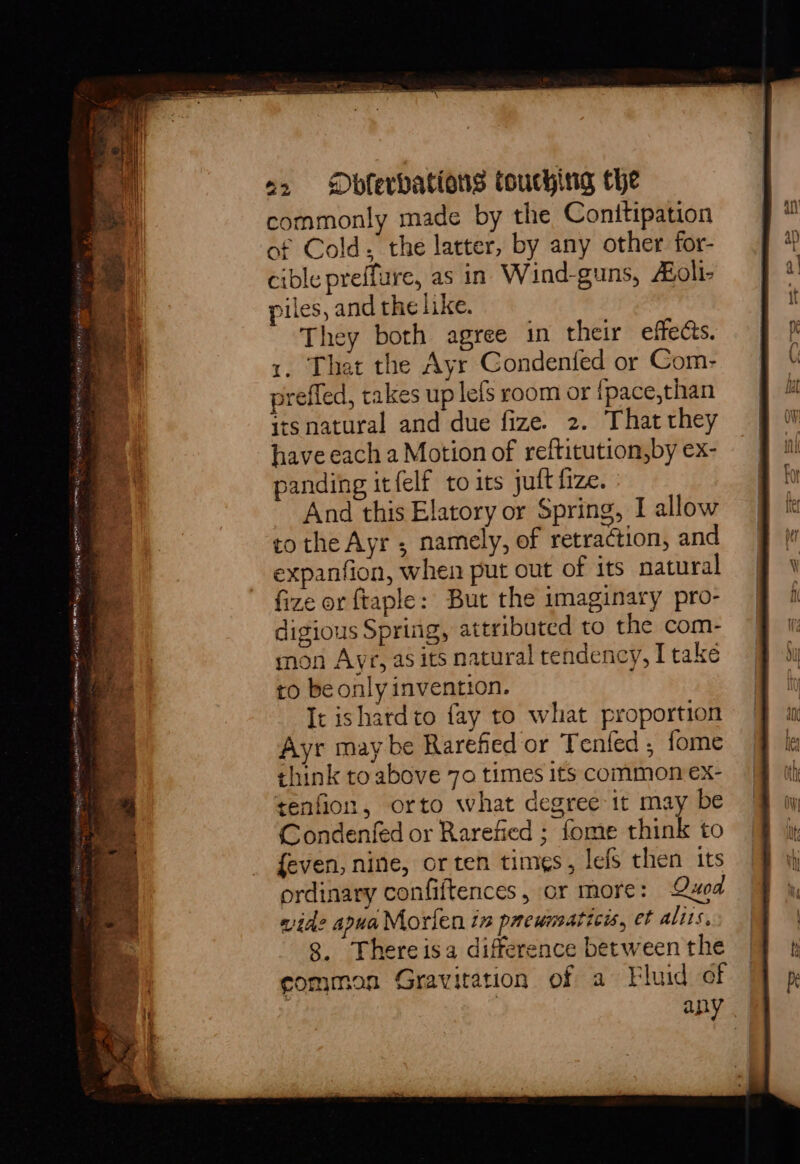 22 Obſervations touching the
commonly made by the Conſtipation
of Cold; the latter, by any other for-
cible preſſure, as in Wind-guns, Æoli-
piles, and the like.
They both agree in their effects.
1. That the Ayr Condenſed or Com-
preſſed, takes up leſs room or ſpace,than
its natural and due ſize. 2. That they
have each a Motion of reſtitution,by ex-
panding it ſelf to its juſt ſize.
And this Elatory or Spring, I allow
to the Ayr ; namely, of retraction, and
expanſion, when put out of its natural
ſize or ſtaple: But the imaginary pro-
digious Spring, attributed to the com-
mon Ayr, as its natural tendency, I take
to be only invention.
It is hard to ſay to what proportion
Ayr may be Rarefied or Tenſed ; ſome
think to above 70 times its common ex-
tenſion, or to what degree it may be
Condenſed or Rarefied ; ſome think to
ſeven, nine, or ten times, leſs then its
ordinary conſiſtences, or more: Quod
vide apud Morſen in pneumaticis, et aliis.
8. There is a difference between the
common Gravitation of a Fluid of
any